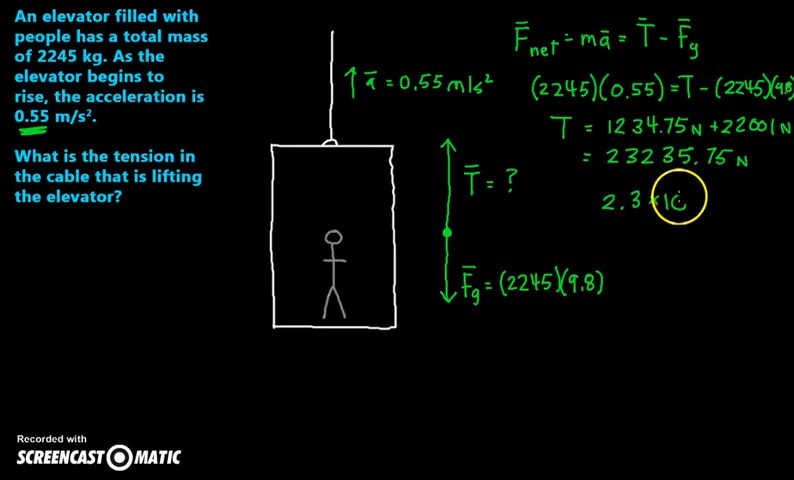 An elevator filled with
people has a total mass
of 2245 kg. As the
elevator begins to
rise, the acceleration is
0.55 m/s².
What is the tension in
the cable that is lifting
the elevator?
a̅ = 0.55 m/s²
T̅ = ?
F̅g = (2245)(9.8)
F̅net = ma̅ = T̅ - F̅g
(2245)(0.55) = T - (2245)(9.8)
T = 1234.75 N + 22001 N
= 23235.75 N
2.3 × 10
Recorded with
SCREENCAST MATIC